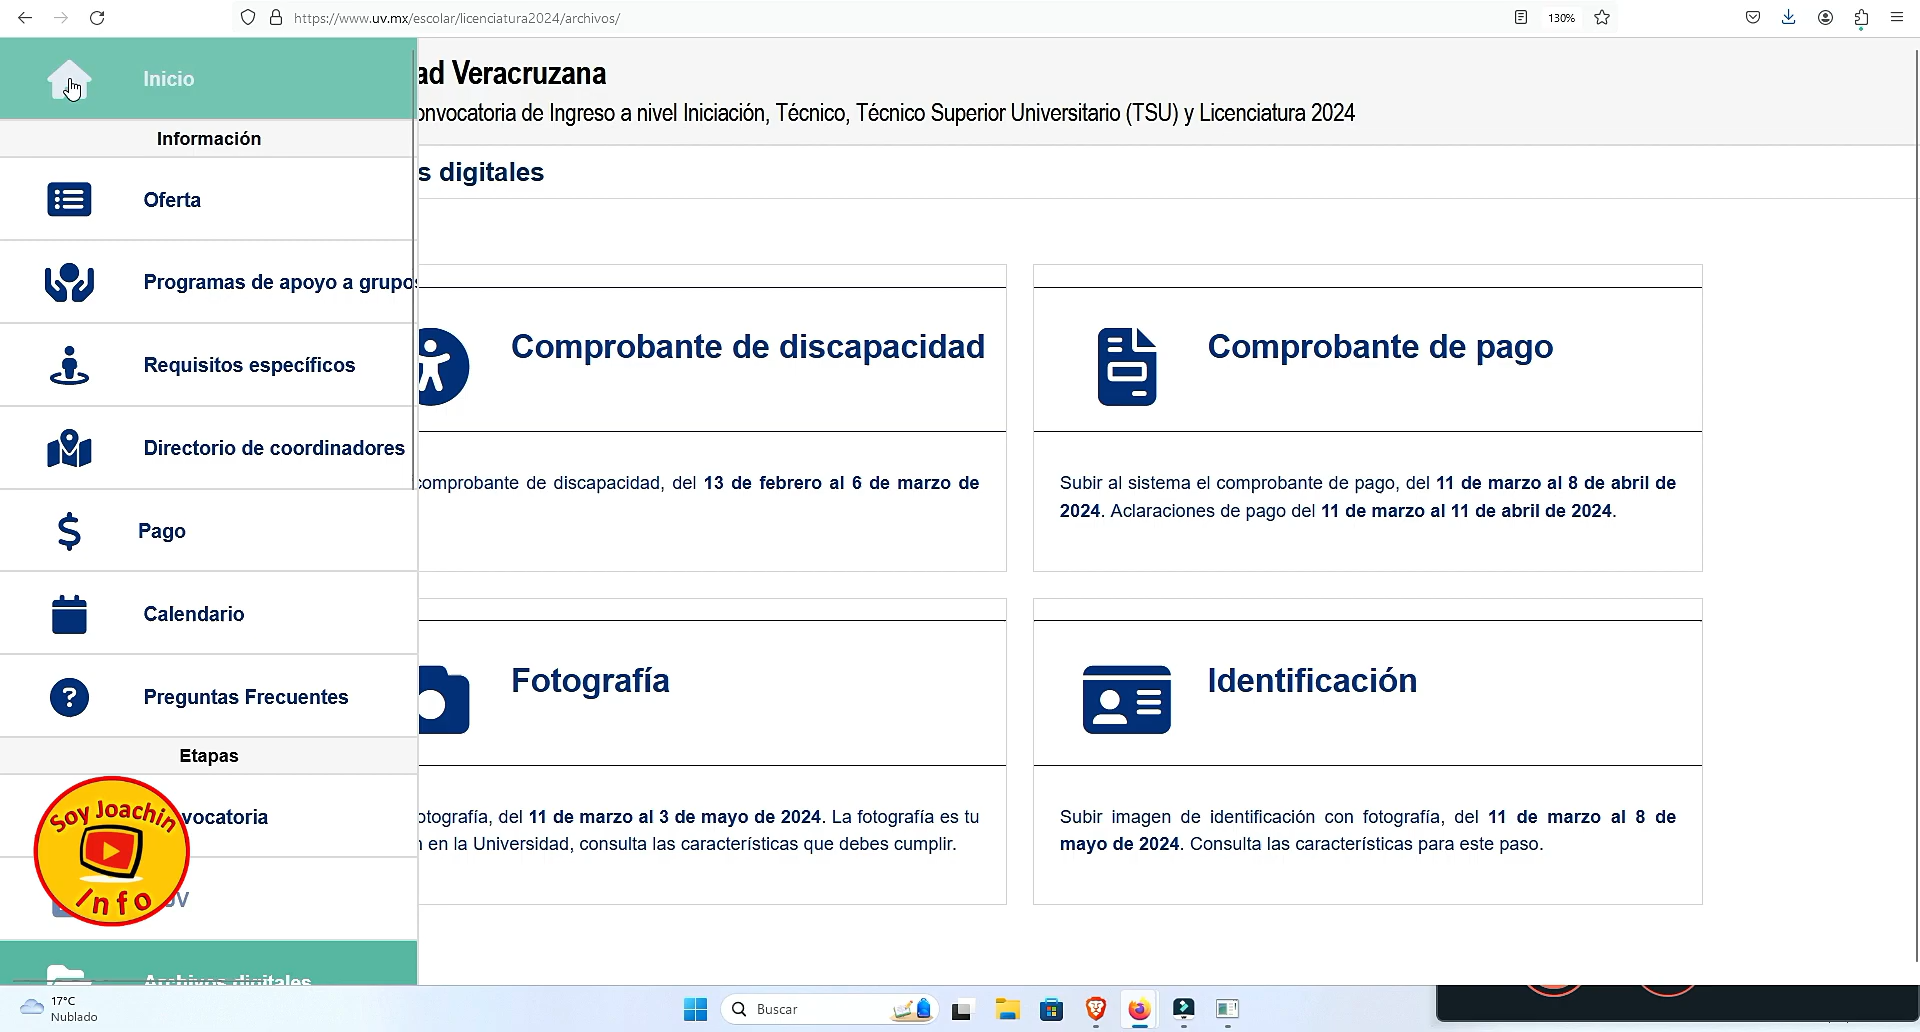 https://www.uv.mx/escolar/licenciatura2024/archivos/
130%
Inicio
Información
Oferta
Programas de apoyo a grupos
Requisitos específicos
Directorio de coordinadores
Pago
Calendario
Preguntas Frecuentes
Etapas
vocatoria
Archivos digitales
Soy Joachin
Info
ad Veracruzana
onvocatoria de Ingreso a nivel Iniciación, Técnico, Técnico Superior Universitario (TSU) y Licenciatura 2024
s digitales
Comprobante de discapacidad
comprobante de discapacidad, del 13 de febrero al 6 de marzo de
Comprobante de pago
Subir al sistema el comprobante de pago, del 11 de marzo al 8 de abril de
2024. Aclaraciones de pago del 11 de marzo al 11 de abril de 2024.
Fotografía
otografía, del 11 de marzo al 3 de mayo de 2024. La fotografía es tu
en la Universidad, consulta las características que debes cumplir.
Identificación
Subir imagen de identificación con fotografía, del 11 de marzo al 8 de
mayo de 2024. Consulta las características para este paso.
17°C
Nublado
Buscar